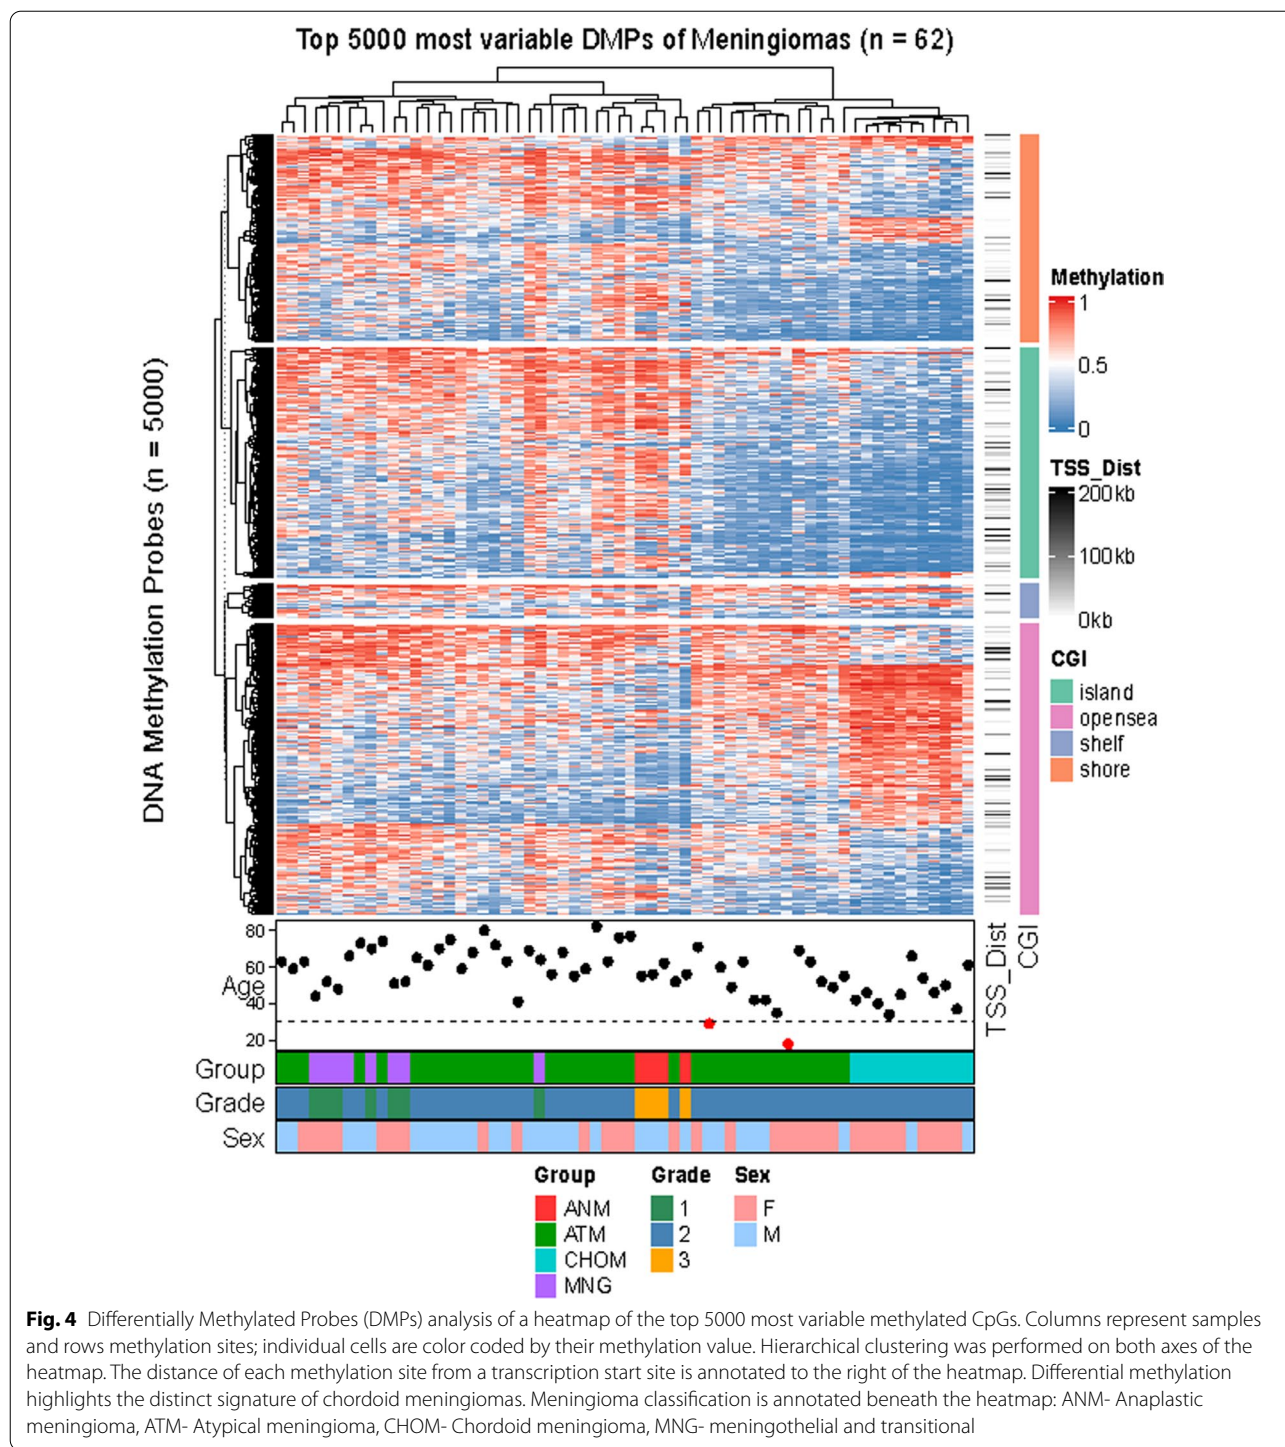 Top 5000 most variable DMPs of Meningiomas (n = 62)
DNA Methylation Probes (n = 5000)
Methylation
1
0.5
0
TSS_Dist
200kb
100kb
0kb
CGI
island
opensea
shelf
shore
80
60
Age
40
20
TSS_Dist
CGI
Group
Grade
Sex
Group
ANM
ATM
CHOM
MNG
Grade
1
2
3
Sex
F
M
Fig. 4 Differentially Methylated Probes (DMPs) analysis of a heatmap of the top 5000 most variable methylated CpGs. Columns represent samples
and rows methylation sites; individual cells are color coded by their methylation value. Hierarchical clustering was performed on both axes of the
heatmap. The distance of each methylation site from a transcription start site is annotated to the right of the heatmap. Differential methylation
highlights the distinct signature of chordoid meningiomas. Meningioma classification is annotated beneath the heatmap: ANM- Anaplastic
meningioma, ATM- Atypical meningioma, CHOM- Chordoid meningioma, MNG- meningothelial and transitional